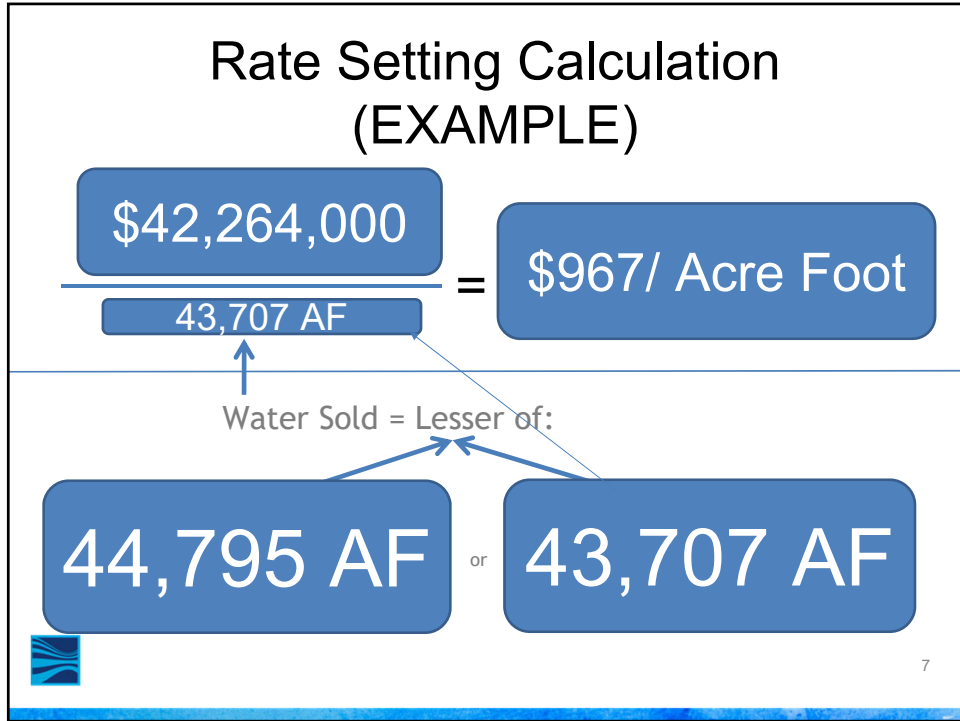 Rate Setting Calculation
(EXAMPLE)
$42,264,000
43,707 AF
=
$967/ Acre Foot
Water Sold = Lesser of:
44,795 AF
or
43,707 AF
7